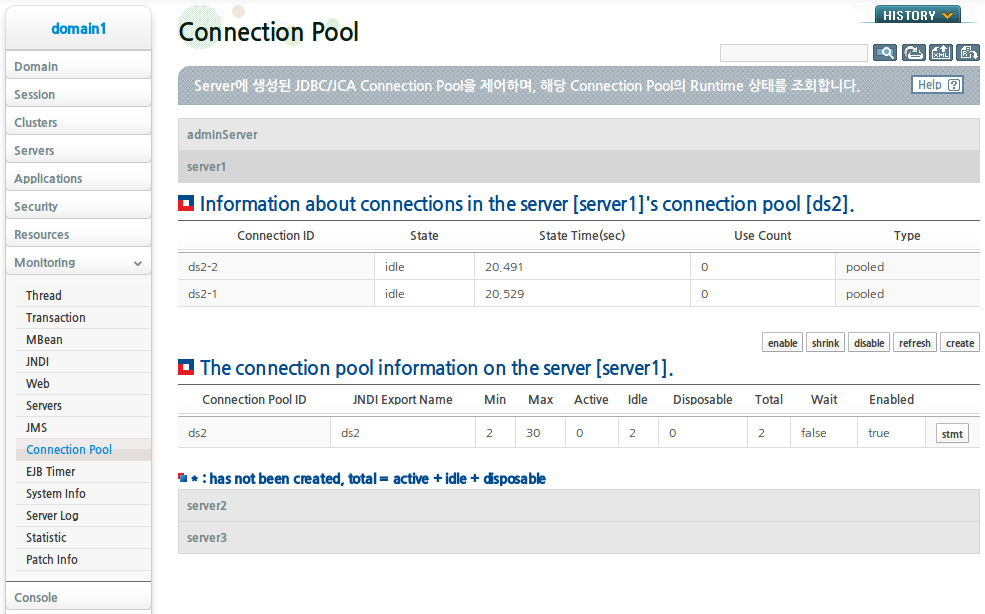 domain1
Domain
Session
Clusters
Servers
Applications
Security
Resources
Monitoring
Thread
Transaction
MBean
JNDI
Web
Servers
JMS
Connection Pool
EJB Timer
System Info
Server Log
Statistic
Patch Info
Console
Connection Pool
HISTORY
Server에 생성된 JDBC/JCA Connection Pool을 제어하며, 해당 Connection Pool의 Runtime 상태를 조회합니다.
Help ?
adminServer
server1
Information about connections in the server [server1]'s connection pool [ds2].
Connection ID State State Time(sec) Use Count Type
ds2-2 idle 20.491 0 pooled
ds2-1 idle 20.529 0 pooled
enable shrink disable refresh create
The connection pool information on the server [server1].
Connection Pool ID JNDI Export Name Min Max Active Idle Disposable Total Wait Enabled
ds2 ds2 2 30 0 2 0 2 false true stmt
* : has not been created, total = active + idle + disposable
server2
server3